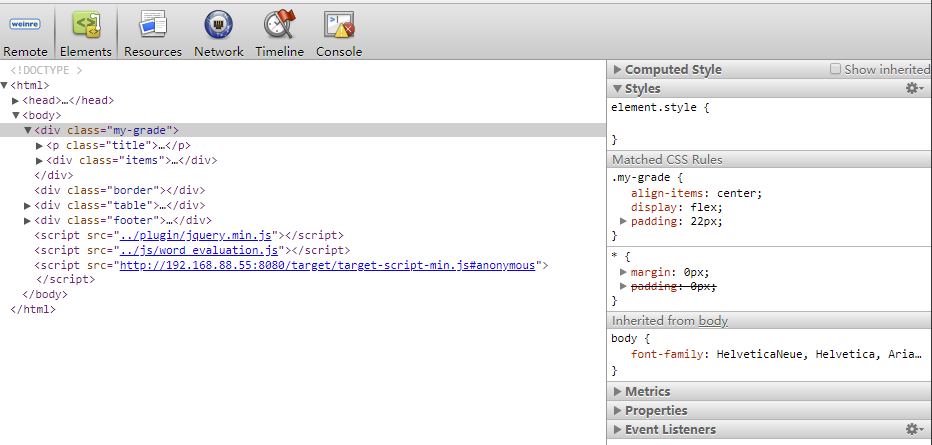 weinre
Remote Elements Resources Network Timeline Console
<!DOCTYPE >
▼<html>
▶<head>…</head>
▼<body>
▼<div class="my-grade">
▶<p class="title">…</p>
▶<div class="items">…</div>
</div>
<div class="border"></div>
▶<div class="table">…</div>
▶<div class="footer">…</div>
<script src="../plugin/jquery.min.js"></script>
<script src="../js/word_evaluation.js"></script>
<script src="http://192.168.88.55:8080/target/target-script-min.js#anonymous">
</script>
</body>
</html>
▶ Computed Style Show inherited
▼ Styles
element.style {
}
Matched CSS Rules
.my-grade {
align-items: center;
display: flex;
▶ padding: 22px;
}
* {
▶ margin: 0px;
▶ padding: 0px;
}
Inherited from body
body {
font-family: HelveticaNeue, Helvetica, Aria…
}
▶ Metrics
▶ Properties
▶ Event Listeners